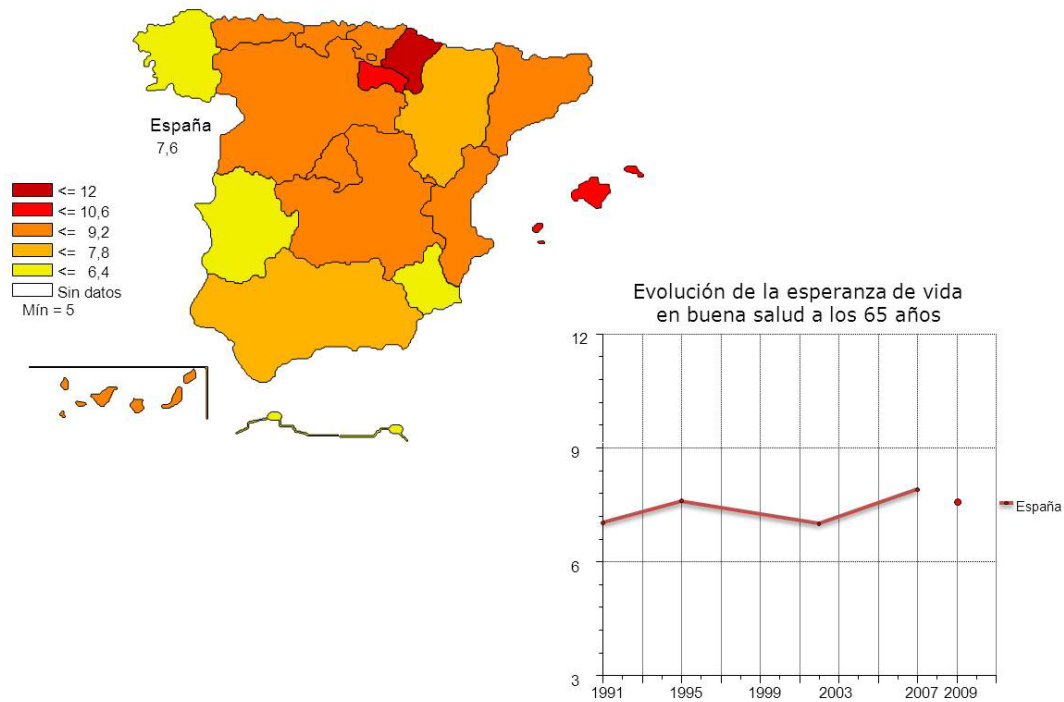 España
7,6
<= 12
<= 10,6
<= 9,2
<= 7,8
<= 6,4
Sin datos
Mín = 5
Evolución de la esperanza de vida
en buena salud a los 65 años
12
9
6
3
1991 1995 1999 2003 2007 2009
España